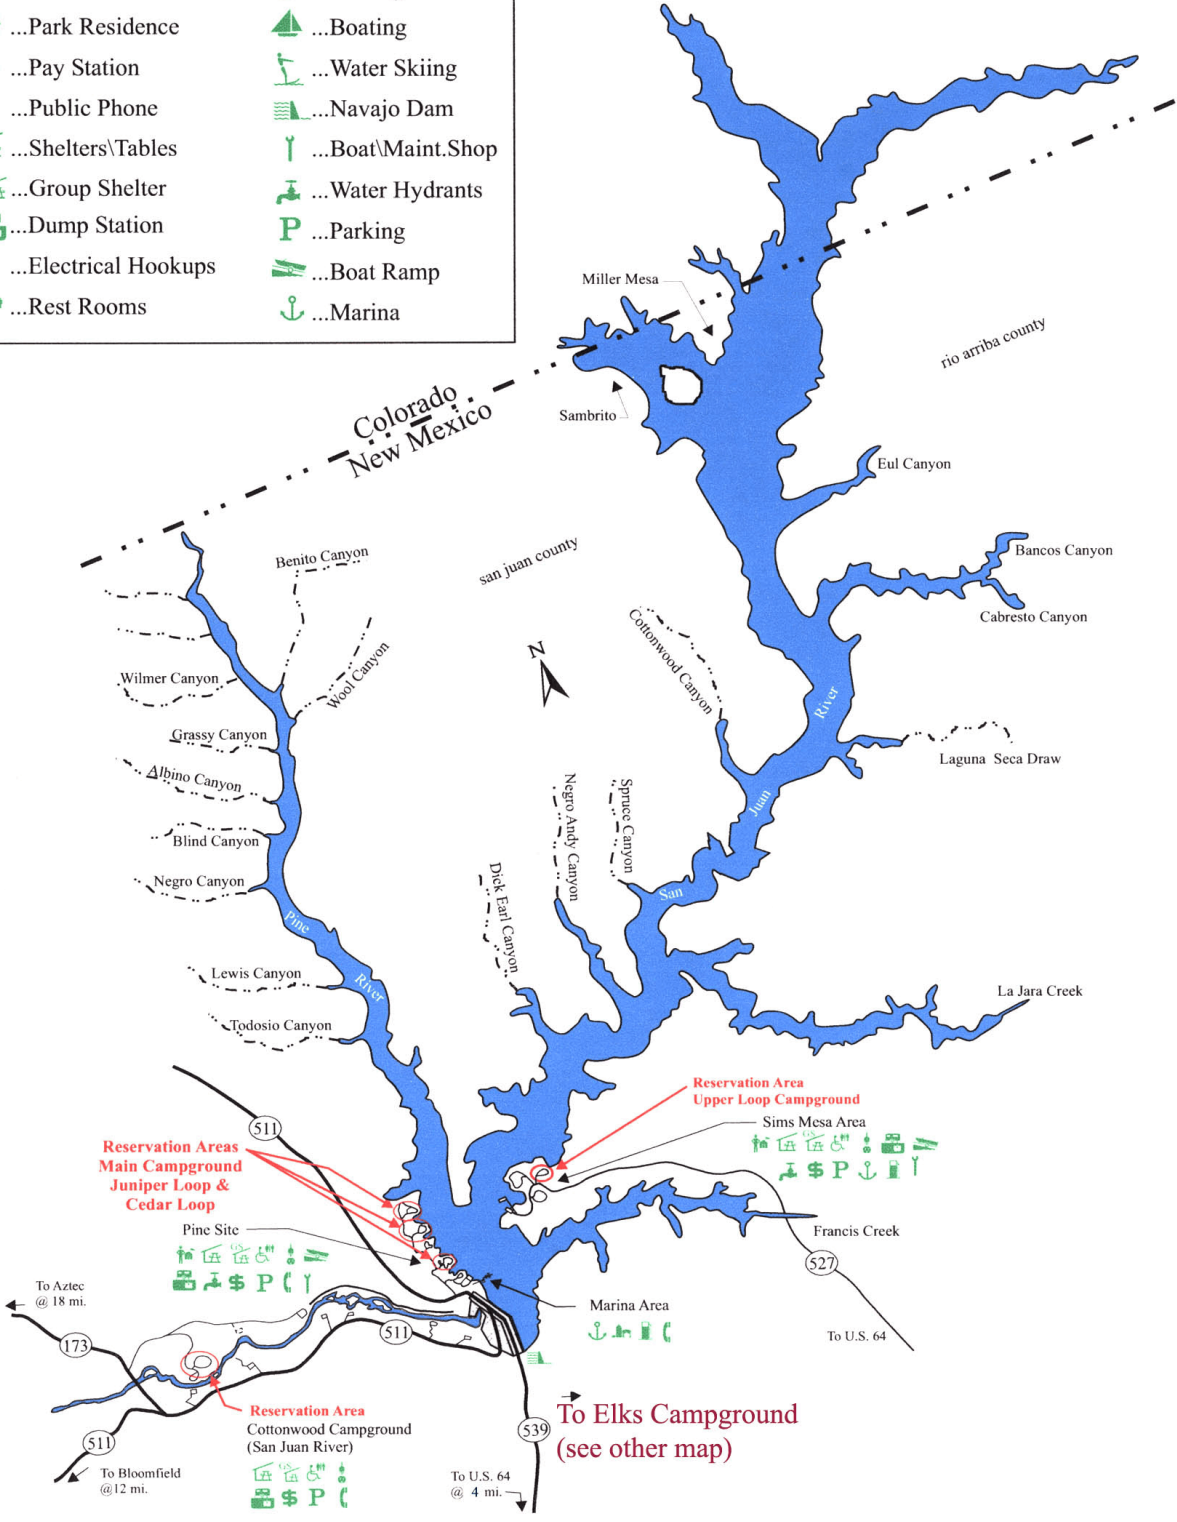 ...Park Residence
...Pay Station
...Public Phone
...Shelters\Tables
...Group Shelter
...Dump Station
...Electrical Hookups
...Rest Rooms
...Boating
...Water Skiing
...Navajo Dam
...Boat\Maint.Shop
...Water Hydrants
P ...Parking
...Boat Ramp
...Marina
Miller Mesa
rio arriba county
Sambrito
Colorado
New Mexico
Eul Canyon
Benito Canyon
san juan county
Bancos Canyon
Cabresto Canyon
Cottonwood Canyon
N
Wool Canyon
Wilmer Canyon
River
Grassy Canyon
Laguna Seca Draw
Albino Canyon
Juan
Negro Andy Canyon
Spruce Canyon
Blind Canyon
Dick Earl Canyon
Negro Canyon
San
Pine
Lewis Canyon
River
La Jara Creek
Todosio Canyon
Reservation Area
Upper Loop Campground
511
Sims Mesa Area
$ P
Reservation Areas
Main Campground
Juniper Loop &
Cedar Loop
Pine Site
$ P
Francis Creek
527
To Aztec
@ 18 mi.
Marina Area
173
511
To U.S. 64
Reservation Area
Cottonwood Campground
(San Juan River)
$ P
To Elks Campground
(see other map)
539
511
To Bloomfield
@12 mi.
To U.S. 64
@ 4 mi.